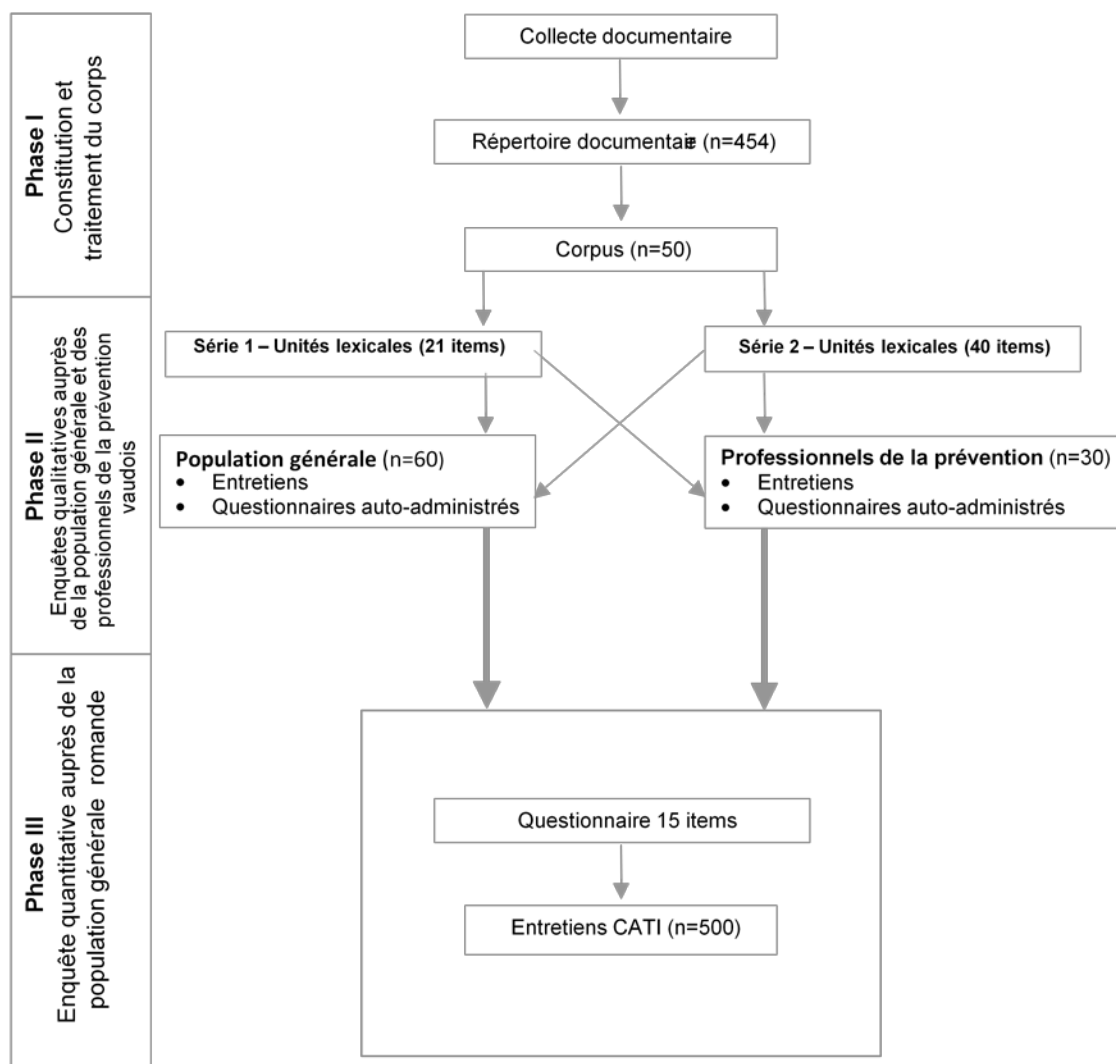 Phase I
Constitution et
traitement du corps
Collecte documentaire
Répertoire documentaire (n=454)
Corpus (n=50)
Phase II
Enquêtes qualitatives auprès
de la population générale et des
professionnels de la prévention
vaudois
Série 1 – Unités lexicales (21 items)
Série 2 – Unités lexicales (40 items)
Population générale (n=60)
• Entretiens
• Questionnaires auto-administrés
Professionnels de la prévention (n=30)
• Entretiens
• Questionnaires auto-administrés
Phase III
Enquête quantitative auprès de la
population générale romande
Questionnaire 15 items
Entretiens CATI (n=500)